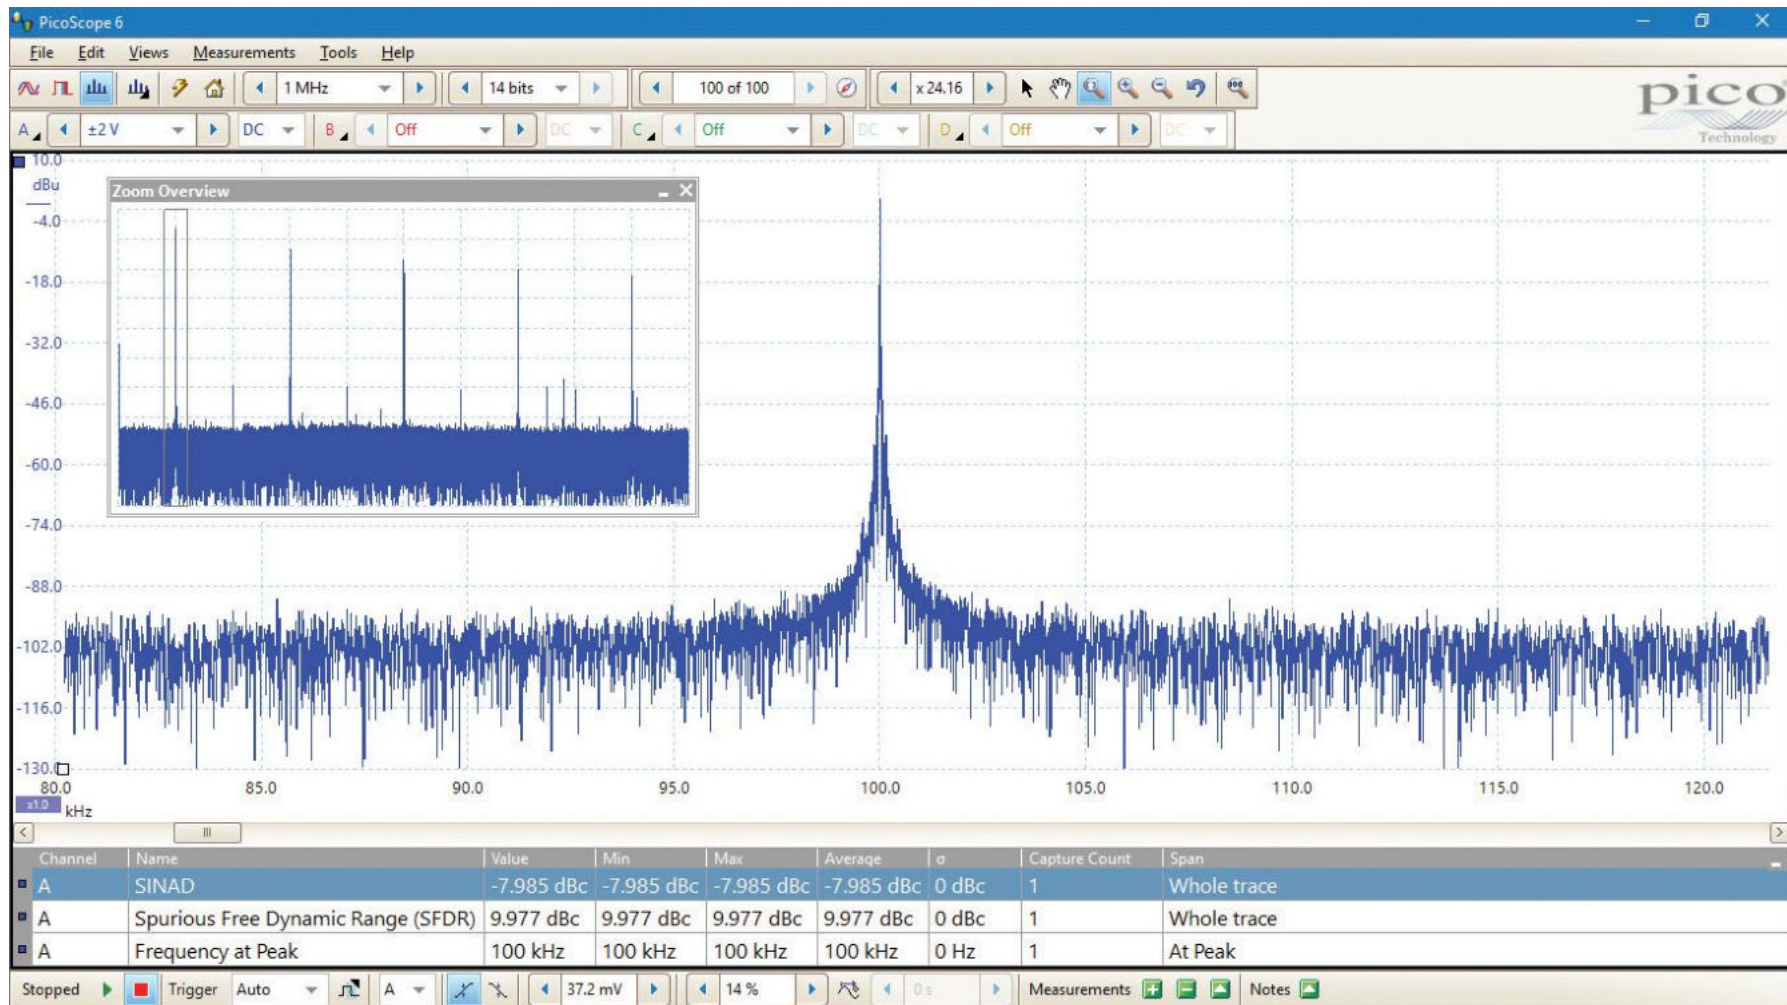 PicoScope 6
File Edit Views Measurements Tools Help
1 MHz 14 bits 100 of 100 x 24.16
pico
Technology
A ±2 V DC B Off DC C Off DC D Off DC
10.0
dBu
Zoom Overview
-4.0
-18.0
-32.0
-46.0
-60.0
-74.0
-88.0
-102.0
-116.0
-130.0
80.0 85.0 90.0 95.0 100.0 105.0 110.0 115.0 120.0
x1.0 kHz
Channel Name Value Min Max Average σ Capture Count Span
A SINAD -7.985 dBc -7.985 dBc -7.985 dBc -7.985 dBc 0 dBc 1 Whole trace
A Spurious Free Dynamic Range (SFDR) 9.977 dBc 9.977 dBc 9.977 dBc 9.977 dBc 0 dBc 1 Whole trace
A Frequency at Peak 100 kHz 100 kHz 100 kHz 100 kHz 0 Hz 1 At Peak
Stopped Trigger Auto A 37.2 mV 14 % 0 s Measurements Notes